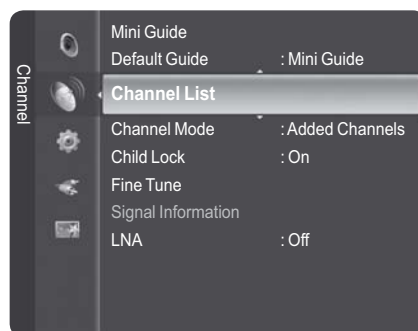 Channel
Mini Guide
Default Guide : Mini Guide
Channel List
Channel Mode : Added Channels
Child Lock : On
Fine Tune
Signal Information
LNA : Off